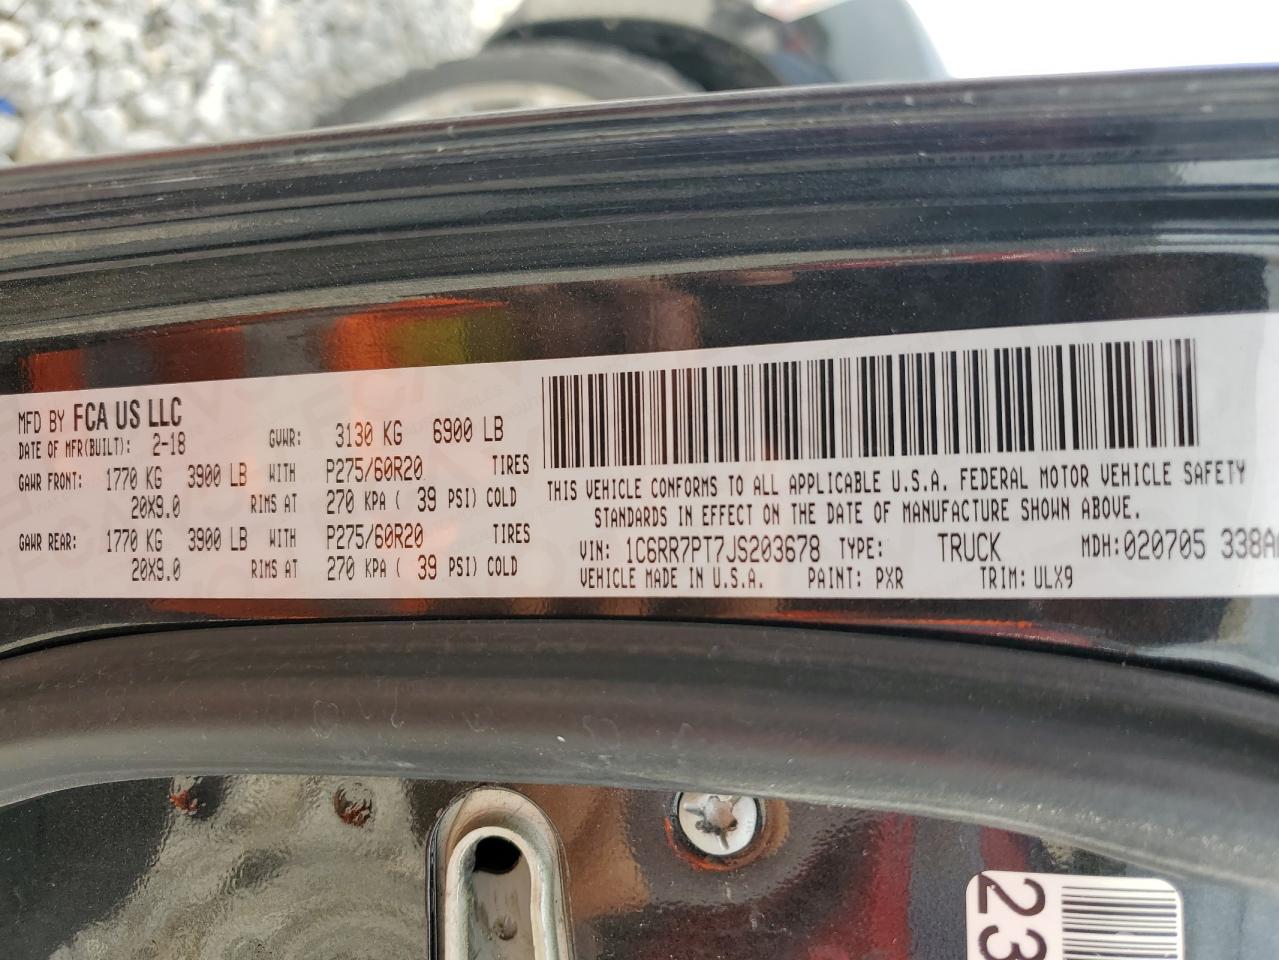 MFD BY FCA US LLC
DATE OF MFR(BUILT): 2-18 GVWR: 3130 KG 6900 LB
GAWR FRONT: 1770 KG 3900 LB WITH P275/60R20 TIRES
20X9.0 RIMS AT 270 KPA ( 39 PSI) COLD
GAWR REAR: 1770 KG 3900 LB WITH P275/60R20 TIRES
20X9.0 RIMS AT 270 KPA ( 39 PSI) COLD
THIS VEHICLE CONFORMS TO ALL APPLICABLE U.S.A. FEDERAL MOTOR VEHICLE SAFETY
STANDARDS IN EFFECT ON THE DATE OF MANUFACTURE SHOWN ABOVE.
VIN: 1C6RR7PT7JS203678 TYPE: TRUCK MDH:020705 338A
VEHICLE MADE IN U.S.A. PAINT: PXR TRIM: ULX9
23